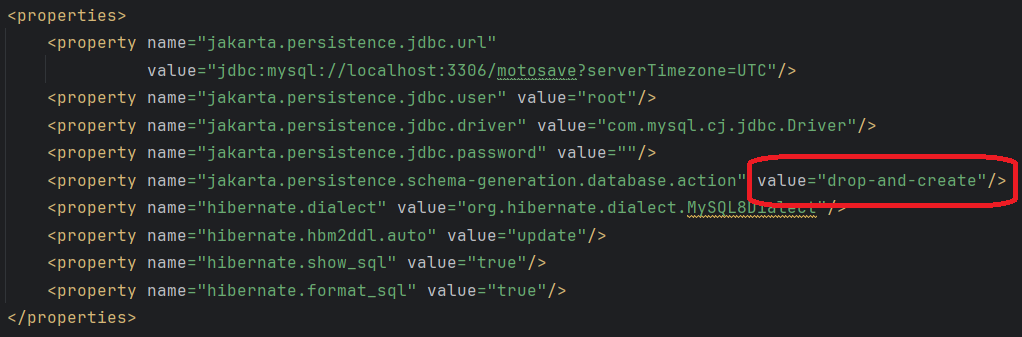 <properties>
<property name="jakarta.persistence.jdbc.url"
value="jdbc:mysql://localhost:3306/motosave?serverTimezone=UTC"/>
<property name="jakarta.persistence.jdbc.user" value="root"/>
<property name="jakarta.persistence.jdbc.driver" value="com.mysql.cj.jdbc.Driver"/>
<property name="jakarta.persistence.jdbc.password" value=""/>
<property name="jakarta.persistence.schema-generation.database.action" value="drop-and-create"/>
<property name="hibernate.dialect" value="org.hibernate.dialect.MySQL8Dialect"/>
<property name="hibernate.hbm2ddl.auto" value="update"/>
<property name="hibernate.show_sql" value="true"/>
<property name="hibernate.format_sql" value="true"/>
</properties>